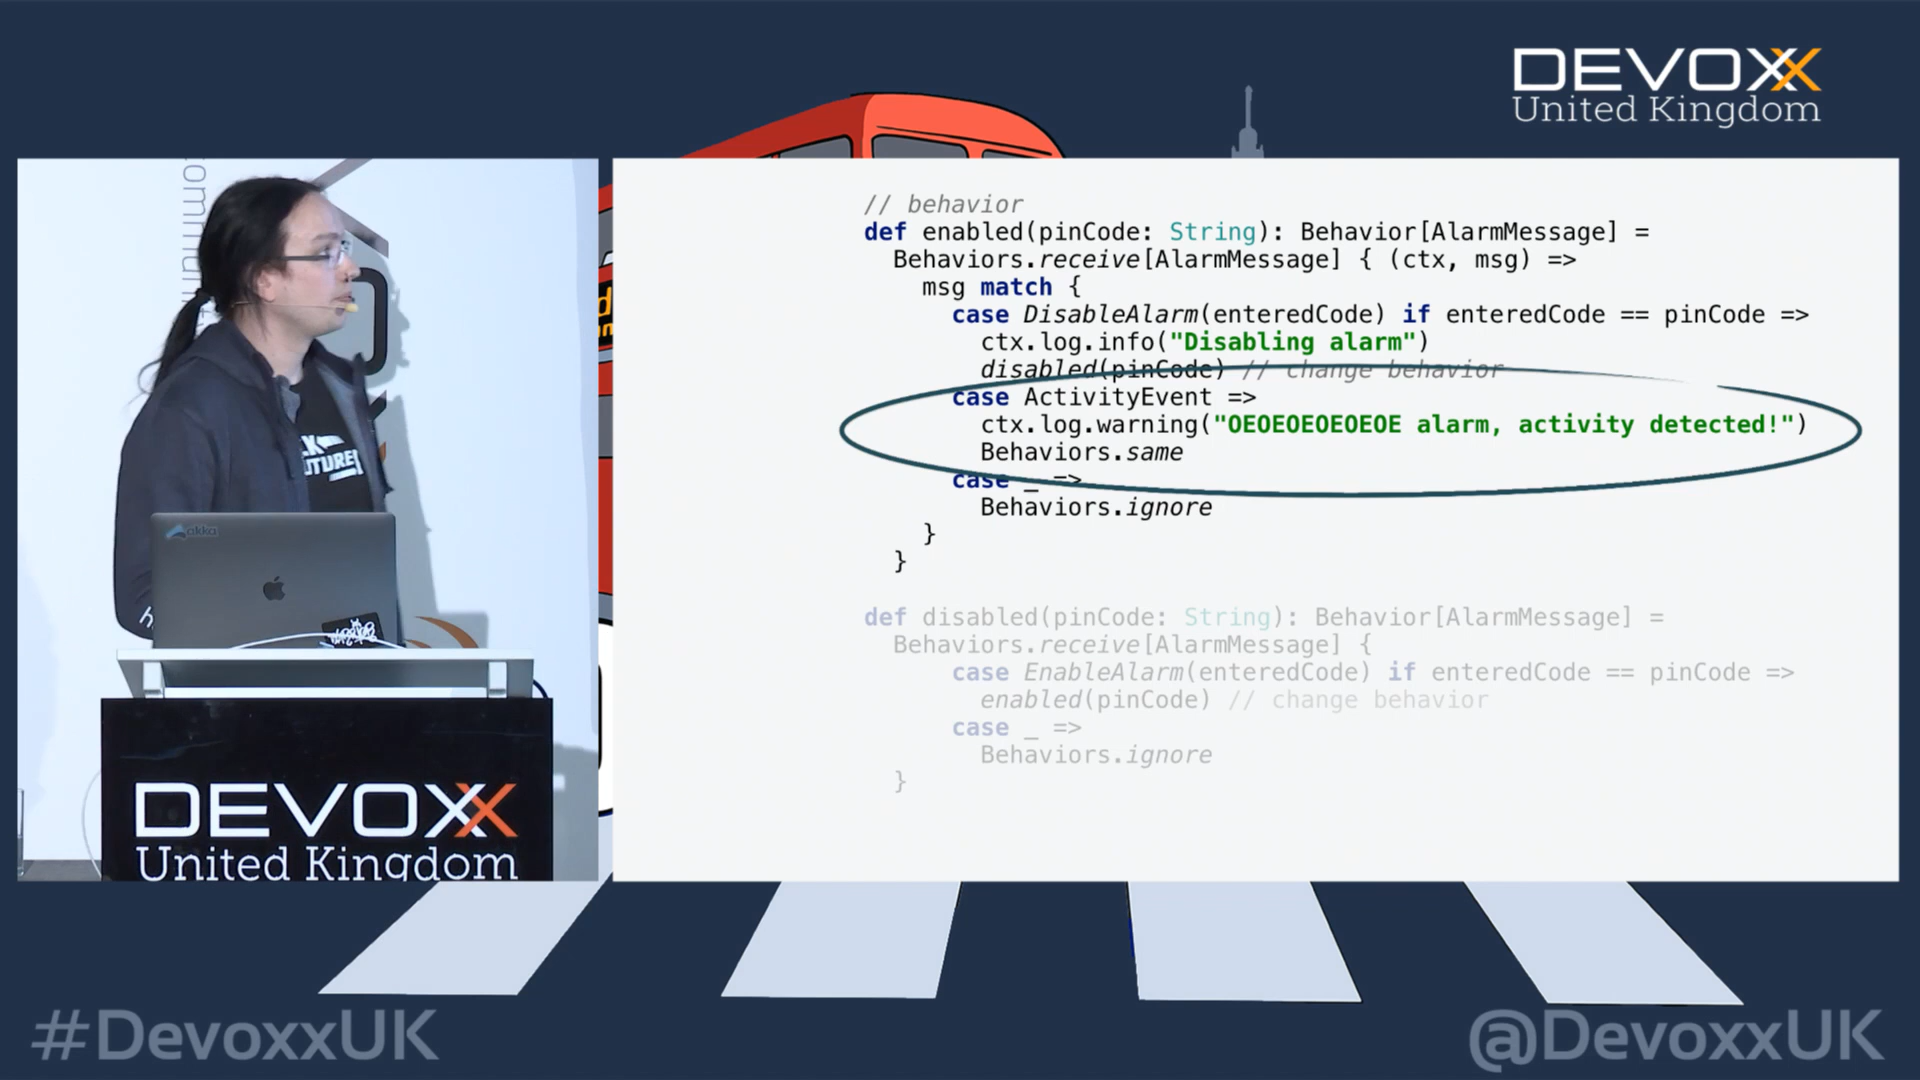 DEVOXX
United Kingdom
// behavior
def enabled(pinCode: String): Behavior[AlarmMessage] =
Behaviors.receive[AlarmMessage] { (ctx, msg) =>
msg match {
case DisableAlarm(enteredCode) if enteredCode == pinCode =>
ctx.log.info("Disabling alarm")
disabled(pinCode) // change behavior
case ActivityEvent =>
ctx.log.warning("OEOEOEOEOEOE alarm, activity detected!")
Behaviors.same
case _ =>
Behaviors.ignore
}
}
def disabled(pinCode: String): Behavior[AlarmMessage] =
Behaviors.receive[AlarmMessage] {
case EnableAlarm(enteredCode) if enteredCode == pinCode =>
enabled(pinCode) // change behavior
case _ =>
Behaviors.ignore
}
akka
DEVOXX
United Kingdom
#DevoxxUK
@DevoxxUK